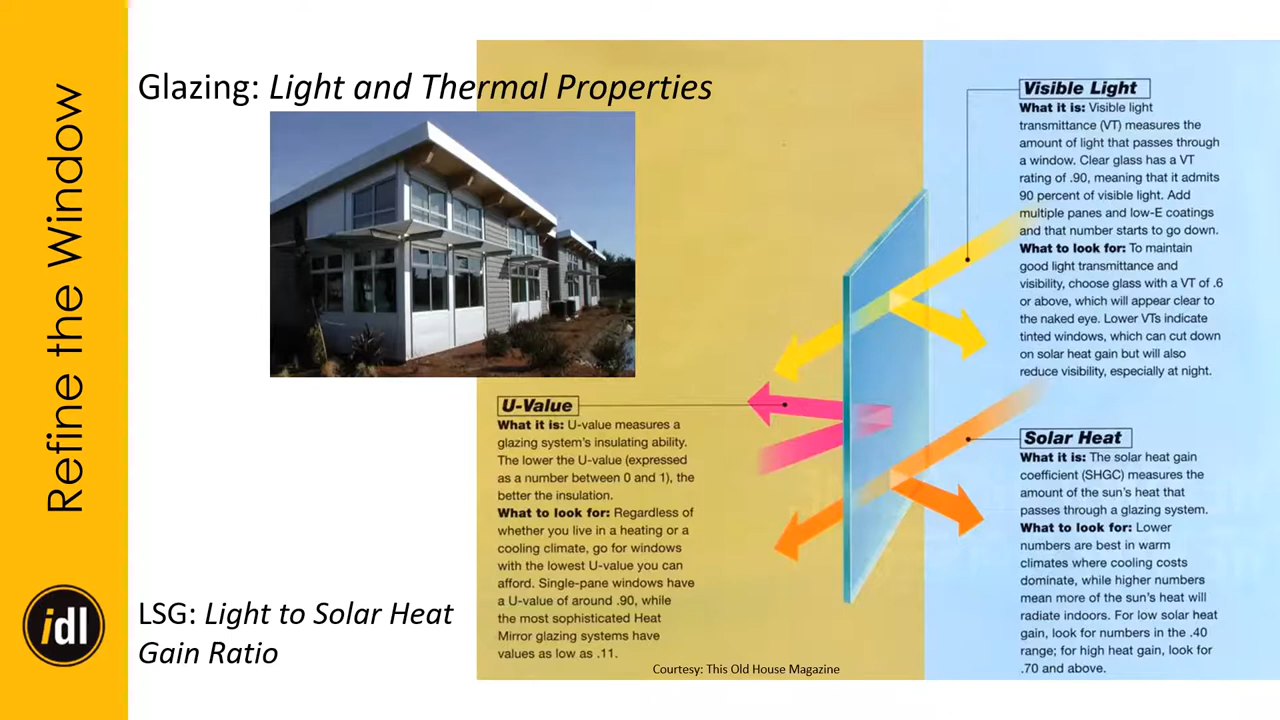 Refine the Window
idl
Glazing: Light and Thermal Properties
LSG: Light to Solar Heat
Gain Ratio
U-Value
What it is: U-value measures a
glazing system's insulating ability.
The lower the U-value (expressed
as a number between 0 and 1), the
better the insulation.
What to look for: Regardless of
whether you live in a heating or a
cooling climate, go for windows
with the lowest U-value you can
afford. Single-pane windows have
a U-value of around .90, while
the most sophisticated Heat
Mirror glazing systems have
values as low as .11.
Courtesy: This Old House Magazine
Visible Light
What it is: Visible light
transmittance (VT) measures the
amount of light that passes through
a window. Clear glass has a VT
rating of .90, meaning that it admits
90 percent of visible light. Add
multiple panes and low-E coatings
and that number starts to go down.
What to look for: To maintain
good light transmittance and
visibility, choose glass with a VT of .6
or above, which will appear clear to
the naked eye. Lower VTs indicate
tinted windows, which can cut down
on solar heat gain but will also
reduce visibility, especially at night.
Solar Heat
What it is: The solar heat gain
coefficient (SHGC) measures the
amount of the sun's heat that
passes through a glazing system.
What to look for: Lower
numbers are best in warm
climates where cooling costs
dominate, while higher numbers
mean more of the sun's heat will
radiate indoors. For low solar heat
gain, look for numbers in the .40
range; for high heat gain, look for
.70 and above.